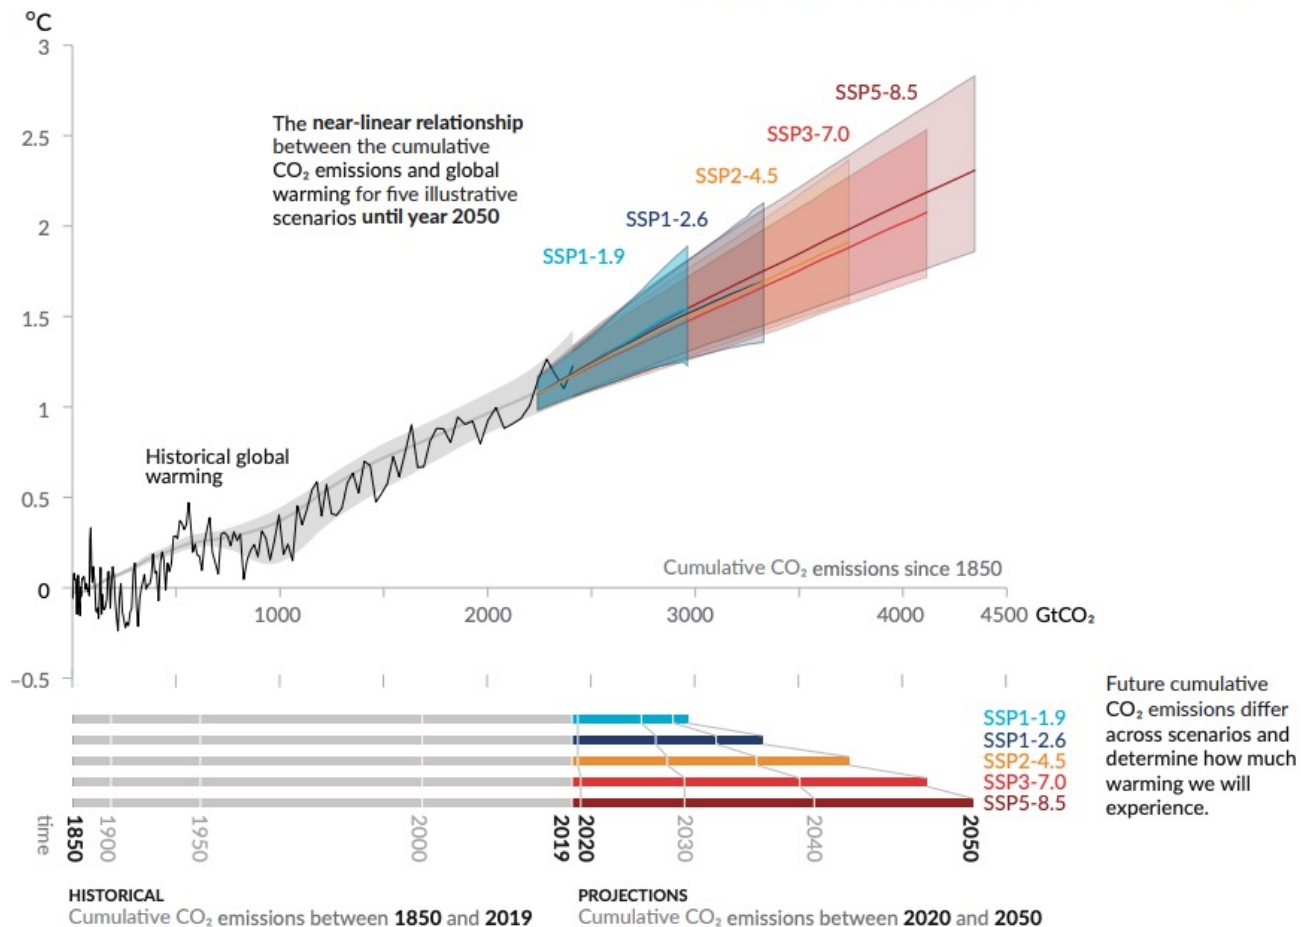 °C
3
2.5
2
1.5
1
0.5
0
−0.5
The near-linear relationship
between the cumulative
CO₂ emissions and global
warming for five illustrative
scenarios until year 2050
SSP5-8.5
SSP3-7.0
SSP2-4.5
SSP1-2.6
SSP1-1.9
Historical global
warming
Cumulative CO₂ emissions since 1850
1000
2000
3000
4000
4500 GtCO₂
SSP1-1.9
SSP1-2.6
SSP2-4.5
SSP3-7.0
SSP5-8.5
Future cumulative
CO₂ emissions differ
across scenarios and
determine how much
warming we will
experience.
time
1850
1900
1950
2000
2019
2020
2030
2040
2050
HISTORICAL
Cumulative CO₂ emissions between 1850 and 2019
PROJECTIONS
Cumulative CO₂ emissions between 2020 and 2050